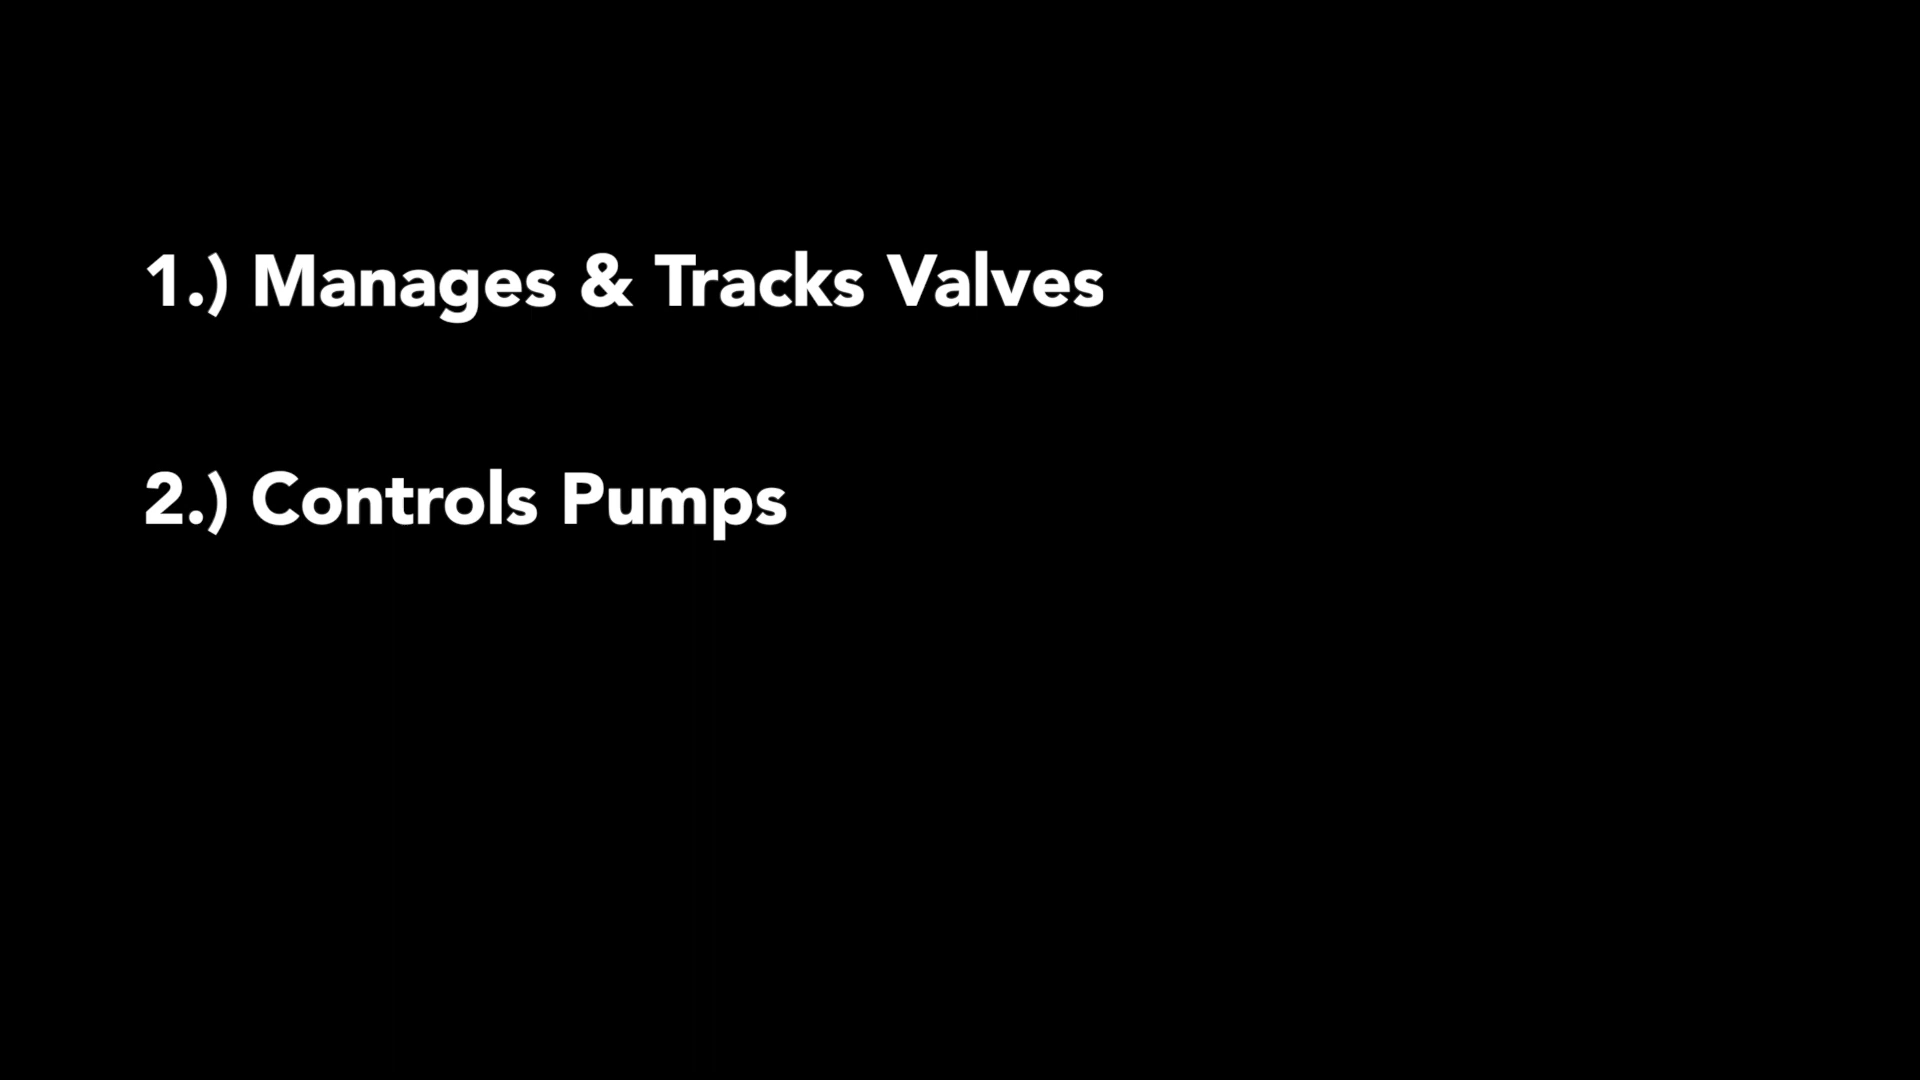 1.) Manages & Tracks Valves
2.) Controls Pumps